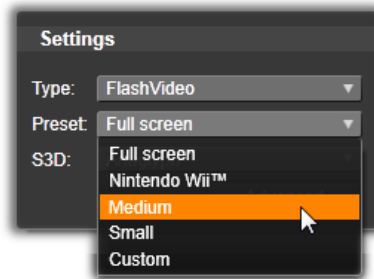 Settings
Type: FlashVideo
Preset: Full screen
S3D: Full screen
Nintendo Wii™
Medium
Small
Custom